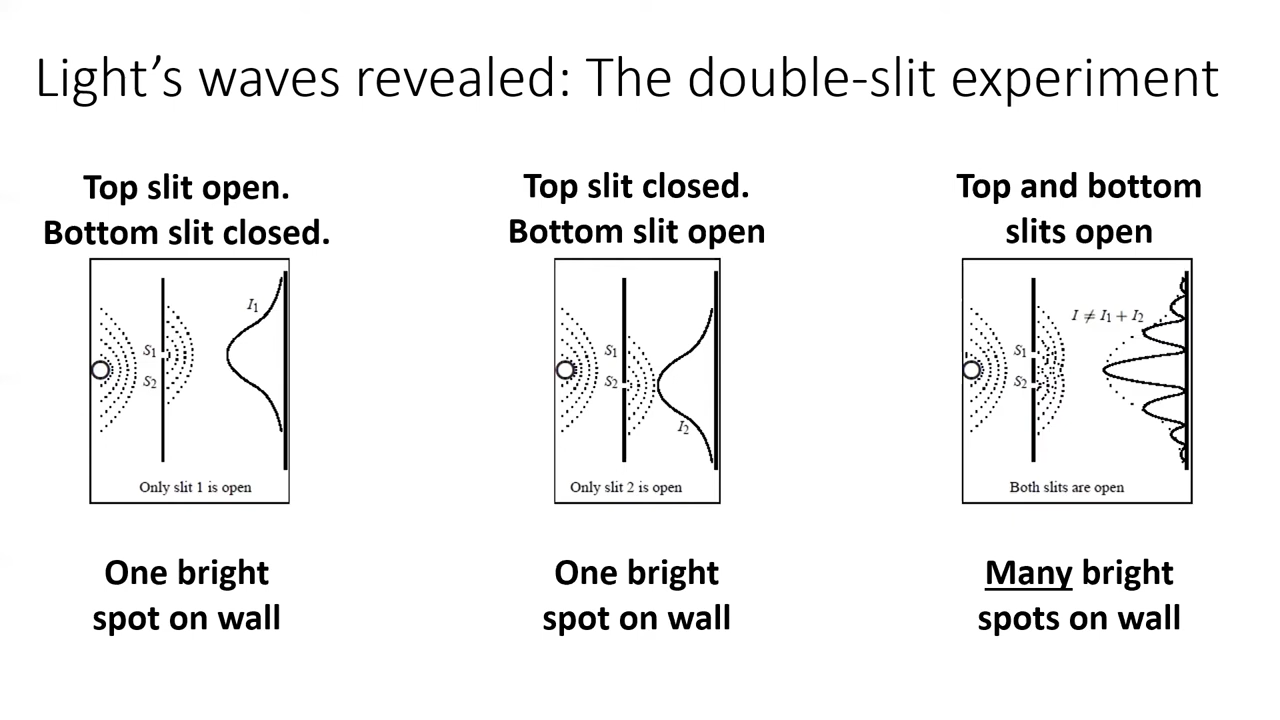 Light's waves revealed: The double-slit experiment
Top slit open.
Bottom slit closed.
I₁
S₁
S₂
Only slit 1 is open
One bright
spot on wall
Top slit closed.
Bottom slit open
S₁
S₂
I₂
Only slit 2 is open
One bright
spot on wall
Top and bottom
slits open
I ≠ I₁ + I₂
S₁
S₂
Both slits are open
Many bright
spots on wall